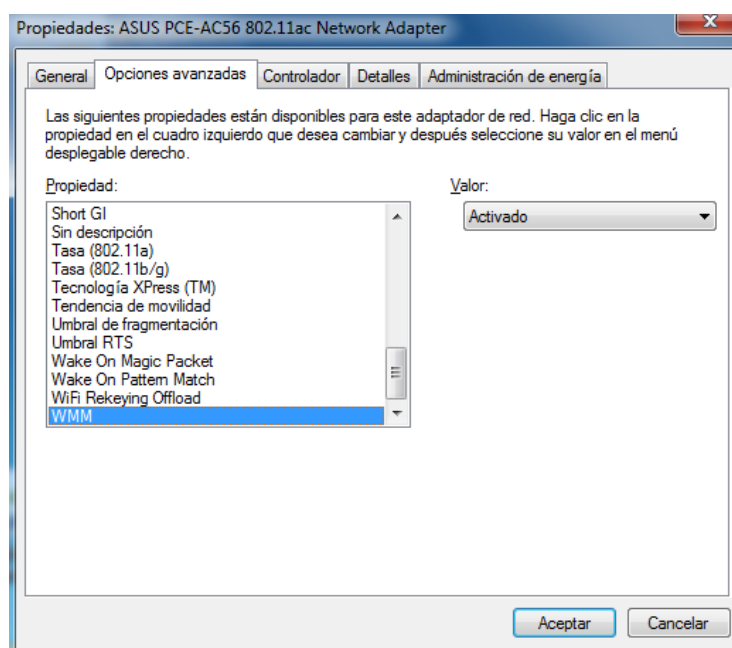 Propiedades: ASUS PCE-AC56 802.11ac Network Adapter
X
General Opciones avanzadas Controlador Detalles Administración de energía
Las siguientes propiedades están disponibles para este adaptador de red. Haga clic en la
propiedad en el cuadro izquierdo que desea cambiar y después seleccione su valor en el menú
desplegable derecho.
Propiedad:
Valor:
Short GI
Sin descripción
Tasa (802.11a)
Tasa (802.11b/g)
Tecnología XPress (TM)
Tendencia de movilidad
Umbral de fragmentación
Umbral RTS
Wake On Magic Packet
Wake On Pattern Match
WiFi Rekeying Offload
WMM
Activado
Aceptar
Cancelar